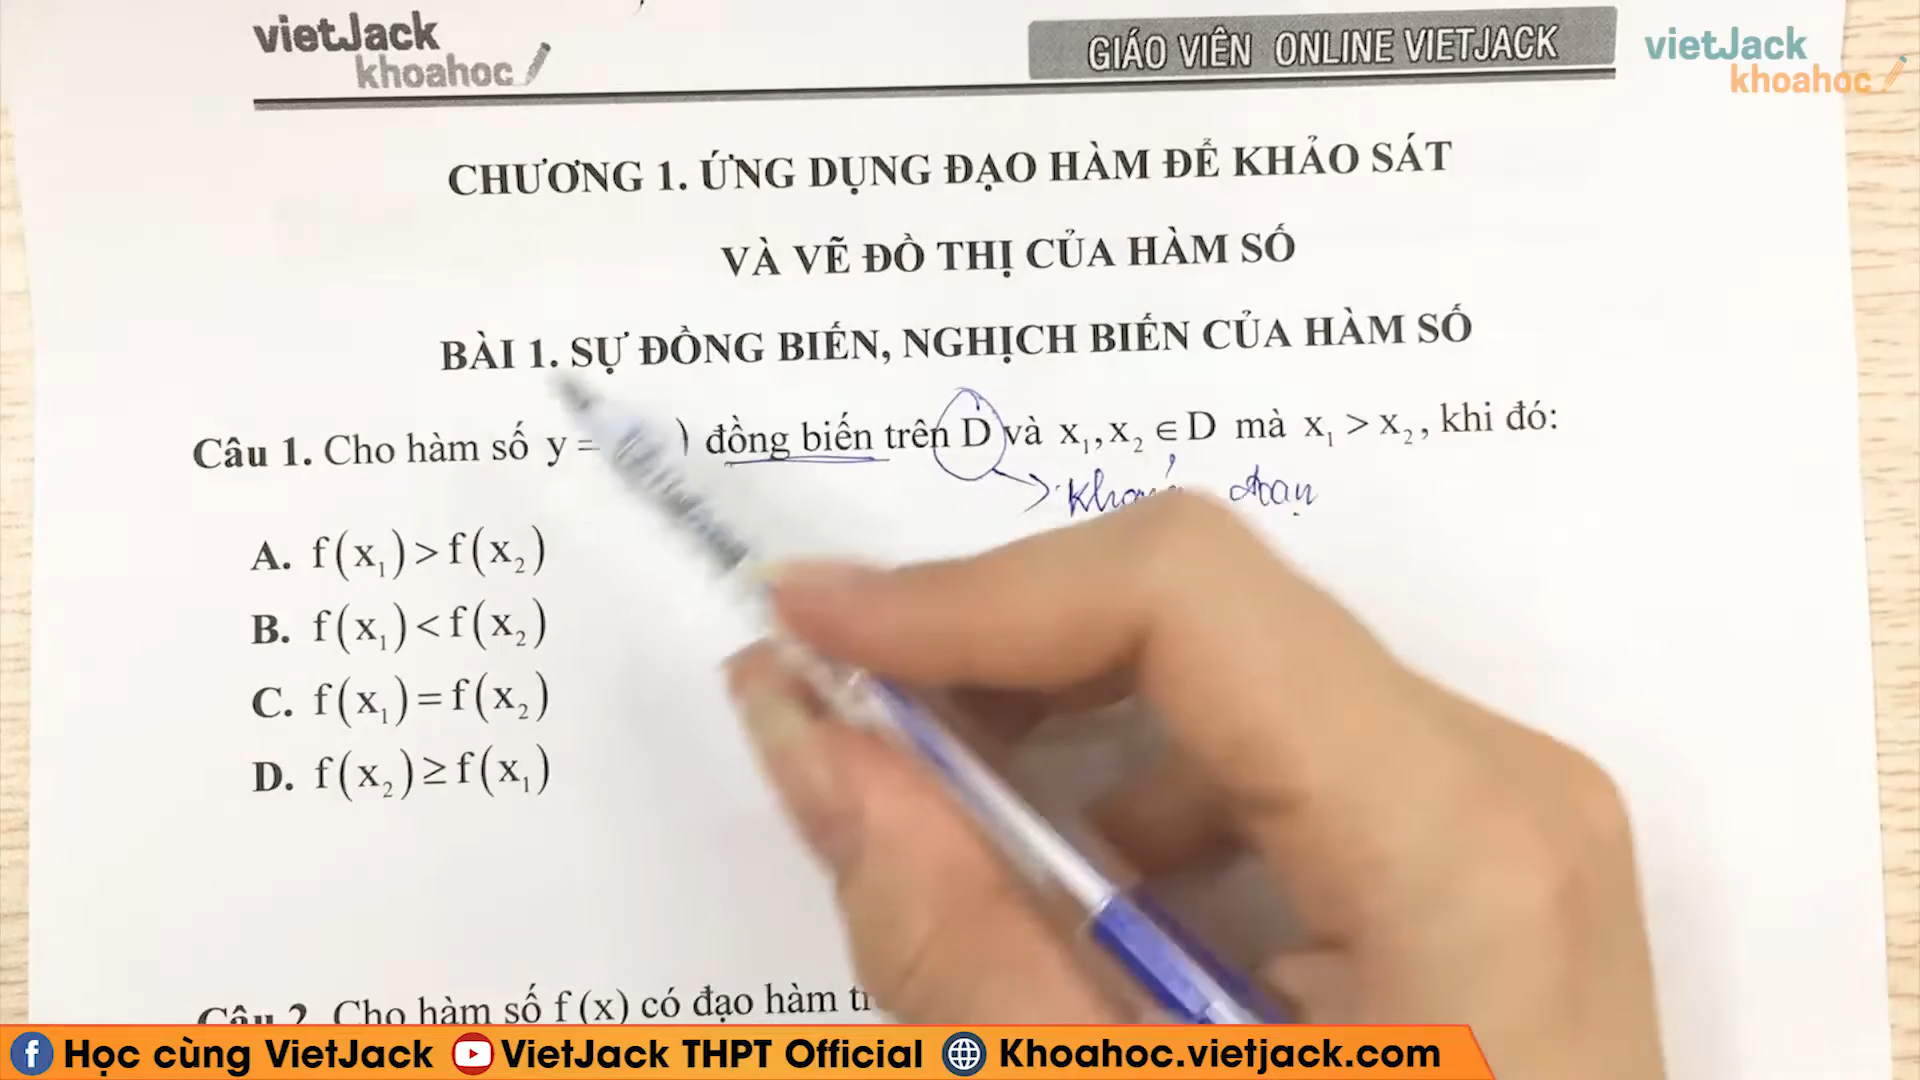 vietJack
khoahoc
GIÁO VIÊN ONLINE VIETJACK
vietJack
khoahoc
CHƯƠNG 1. ỨNG DỤNG ĐẠO HÀM ĐỂ KHẢO SÁT
VÀ VẼ ĐỒ THỊ CỦA HÀM SỐ
BÀI 1. SỰ ĐỒNG BIẾN, NGHỊCH BIẾN CỦA HÀM SỐ
Câu 1. Cho hàm số y = ) đồng biến trên D và x₁, x₂ ∈ D mà x₁ > x₂, khi đó:
đoạn
A. f(x₁) > f(x₂)
B. f(x₁) < f(x₂)
C. f(x₁) = f(x₂)
D. f(x₂) ≥ f(x₁)
Câu 2. Cho hàm số f (x) có đạo hàm
Học cùng VietJack VietJack THPT Official Khoahoc.vietjack.com